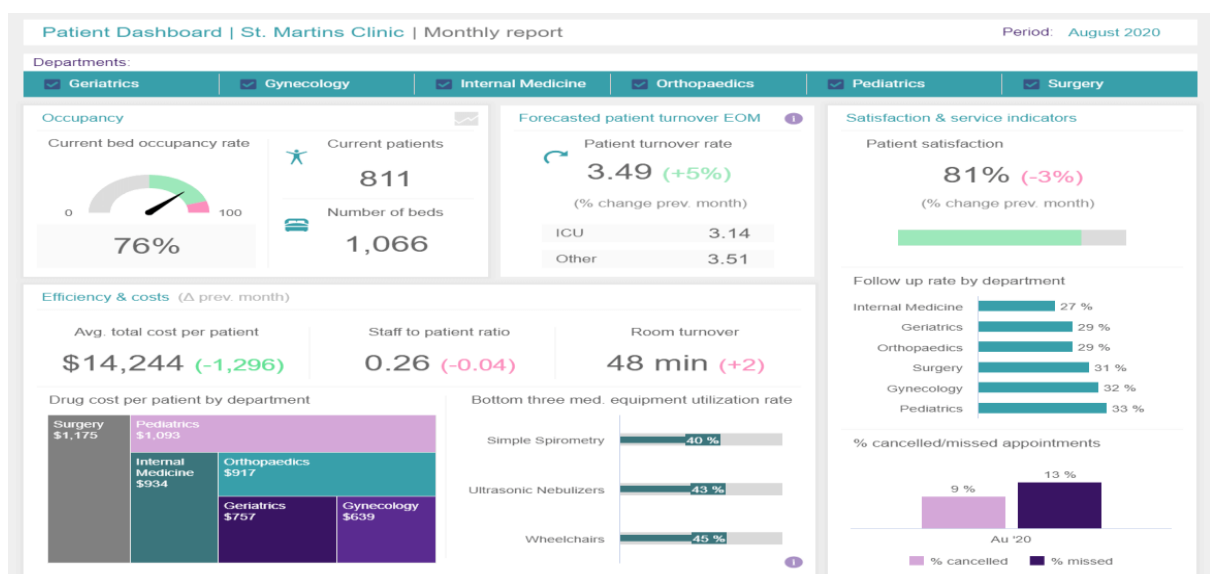 Patient Dashboard | St. Martins Clinic | Monthly report
Period: August 2020
Departments:
Geriatrics
Gynecology
Internal Medicine
Orthopaedics
Pediatrics
Surgery
Occupancy
Current bed occupancy rate
0
100
76%
Current patients
811
Number of beds
1,066
Forecasted patient turnover EOM
i
Patient turnover rate
3.49 (+5%)
(% change prev. month)
ICU 3.14
Other 3.51
Satisfaction & service indicators
Patient satisfaction
81% (-3%)
(% change prev. month)
Follow up rate by department
Internal Medicine 27 %
Geriatrics 29 %
Orthopaedics 29 %
Surgery 31 %
Gynecology 32 %
Pediatrics 33 %
% cancelled/missed appointments
9 %
13 %
Au '20
% cancelled % missed
Efficiency & costs (Δ prev. month)
Avg. total cost per patient
$14,244 (-1,296)
Staff to patient ratio
0.26 (-0.04)
Room turnover
48 min (+2)
Drug cost per patient by department
Surgery
$1,175
Pediatrics
$1,093
Internal
Medicine
$934
Orthopaedics
$917
Geriatrics
$757
Gynecology
$639
Bottom three med. equipment utilization rate
Simple Spirometry 40 %
Ultrasonic Nebulizers 43 %
Wheelchairs 45 %
i